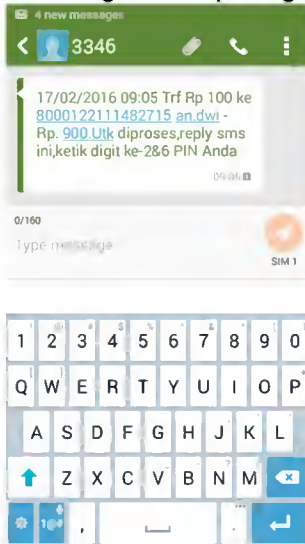 4 new messages
3346
17/02/2016 09:05 Trf Rp 100 ke
8000122111482715 an.dwi -
Rp. 900.Utk diproses,reply sms
ini,ketik digit ke-2&6 PIN Anda
09:05
0/160
Type message
SIM 1
1 2 3 4 5 6 7 8 9 0
Q W E R T Y U I O P
A S D F G H J K L
Z X C V B N M
,